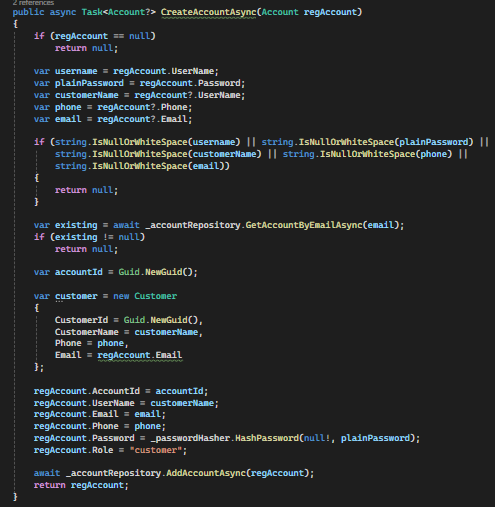 2 references
public async Task<Account?> CreateAccountAsync(Account regAccount)
{
    if (regAccount == null)
        return null;

    var username = regAccount.UserName;
    var plainPassword = regAccount.Password;
    var customerName = regAccount?.UserName;
    var phone = regAccount?.Phone;
    var email = regAccount?.Email;

    if (string.IsNullOrWhiteSpace(username) || string.IsNullOrWhiteSpace(plainPassword) ||
        string.IsNullOrWhiteSpace(customerName) || string.IsNullOrWhiteSpace(phone) ||
        string.IsNullOrWhiteSpace(email))
    {
        return null;
    }

    var existing = await _accountRepository.GetAccountByEmailAsync(email);
    if (existing != null)
        return null;

    var accountId = Guid.NewGuid();

    var customer = new Customer
    {
        CustomerId = Guid.NewGuid(),
        CustomerName = customerName,
        Phone = phone,
        Email = regAccount.Email
    };

    regAccount.AccountId = accountId;
    regAccount.UserName = customerName;
    regAccount.Email = email;
    regAccount.Phone = phone;
    regAccount.Password = _passwordHasher.HashPassword(null!, plainPassword);
    regAccount.Role = "customer";

    await _accountRepository.AddAccountAsync(regAccount);
    return regAccount;
}